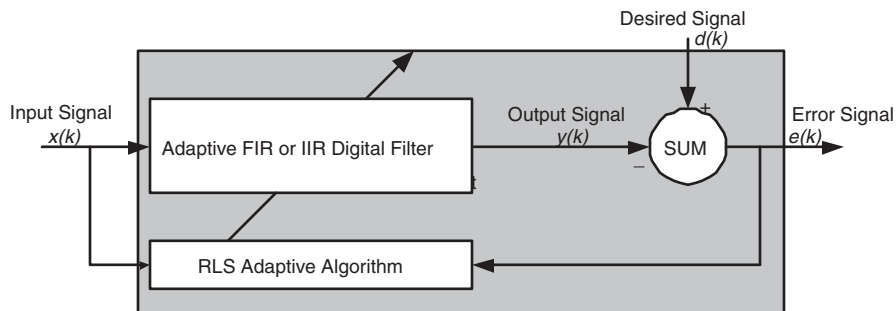 Desired Signal
d(k)
Input Signal
x(k)
Adaptive FIR or IIR Digital Filter
Output Signal
y(k)
+
SUM
−
Error Signal
e(k)
t
RLS Adaptive Algorithm